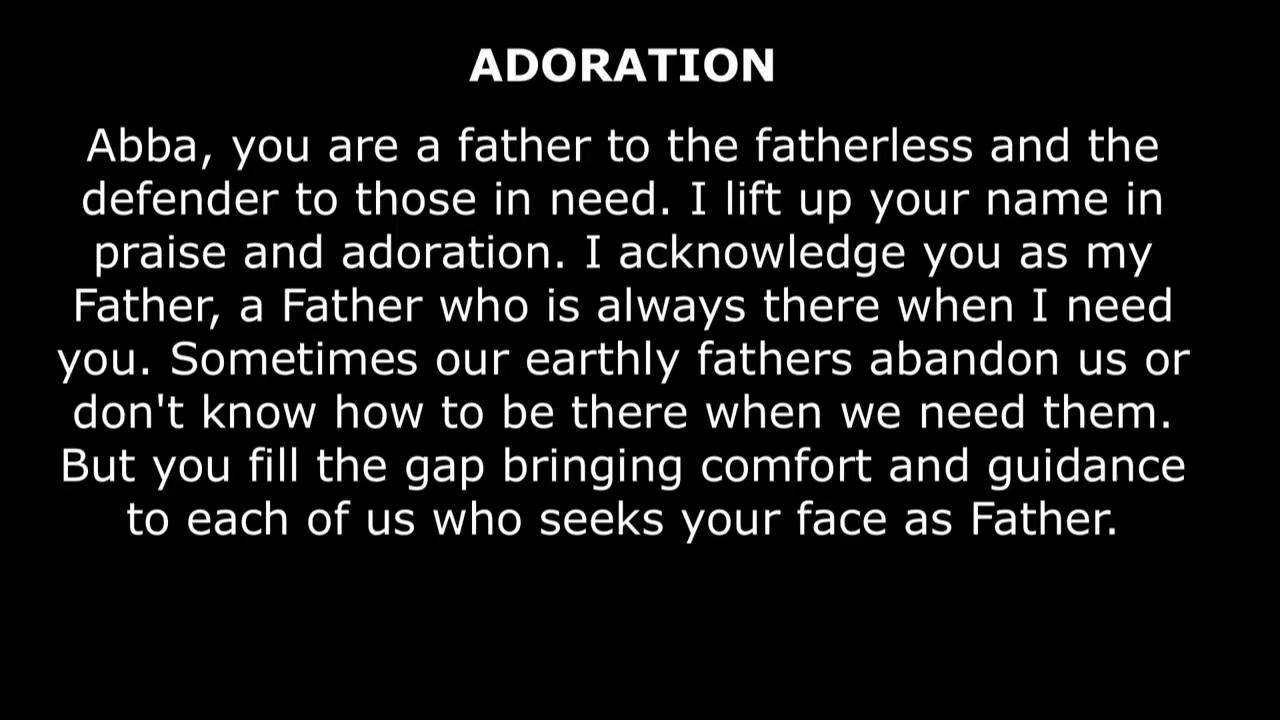 ADORATION
Abba, you are a father to the fatherless and the
defender to those in need. I lift up your name in
praise and adoration. I acknowledge you as my
Father, a Father who is always there when I need
you. Sometimes our earthly fathers abandon us or
don't know how to be there when we need them.
But you fill the gap bringing comfort and guidance
to each of us who seeks your face as Father.